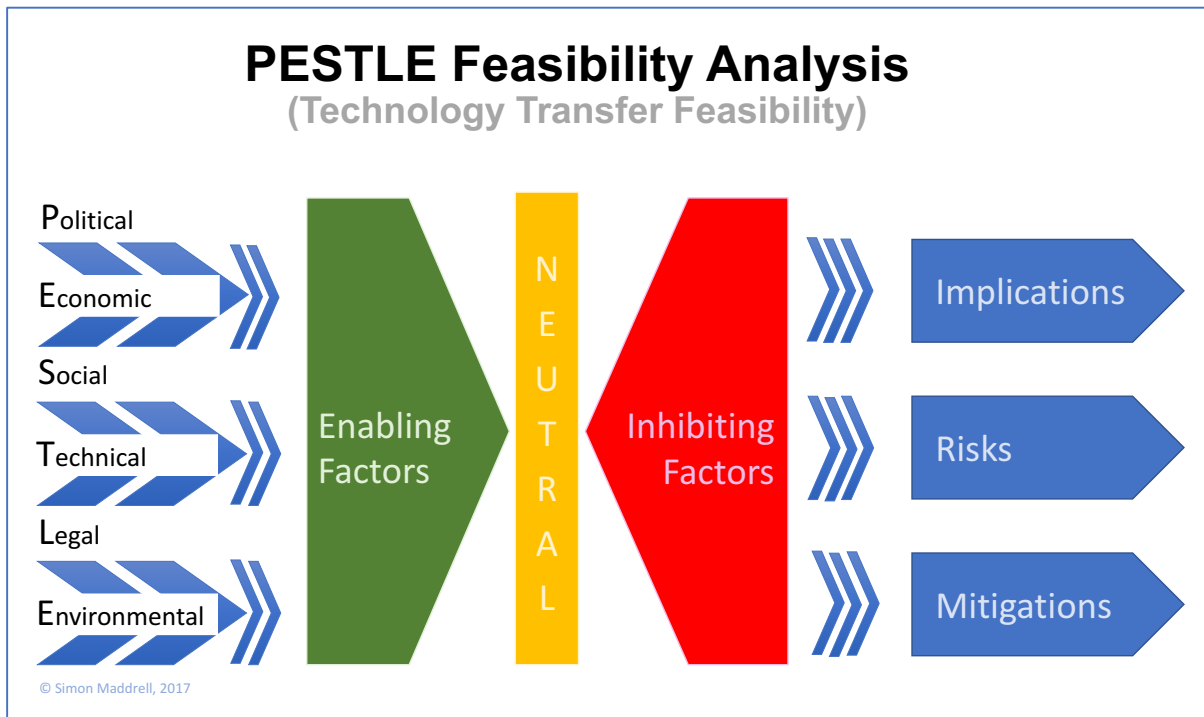 PESTLE Feasibility Analysis
(Technology Transfer Feasibility)
Political
Economic
Social
Technical
Legal
Environmental
Enabling
Factors
NEUTRAL
Inhibiting
Factors
Implications
Risks
Mitigations
© Simon Maddrell, 2017